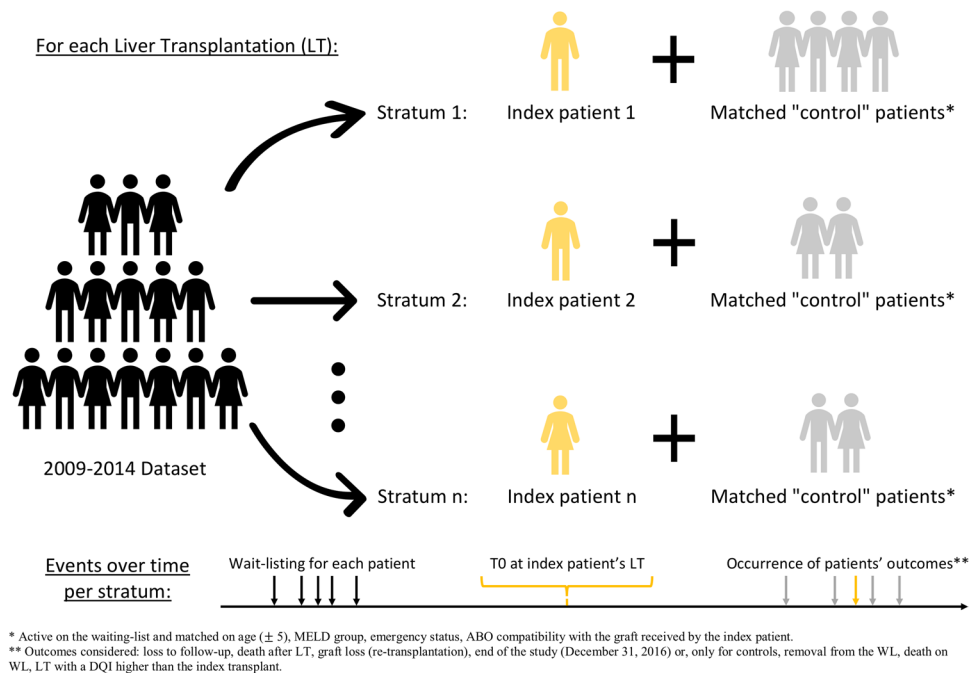 For each Liver Transplantation (LT):
Stratum 1:
Index patient 1
Matched "control" patients*
Stratum 2:
Index patient 2
Matched "control" patients*
2009-2014 Dataset
Stratum n:
Index patient n
Matched "control" patients*
Events over time
per stratum:
Wait-listing for each patient
T0 at index patient's LT
Occurrence of patients' outcomes**
* Active on the waiting-list and matched on age (± 5), MELD group, emergency status, ABO compatibility with the graft received by the index patient.
** Outcomes considered: loss to follow-up, death after LT, graft loss (re-transplantation), end of the study (December 31, 2016) or, only for controls, removal from the WL, death on
WL, LT with a DQI higher than the index transplant.